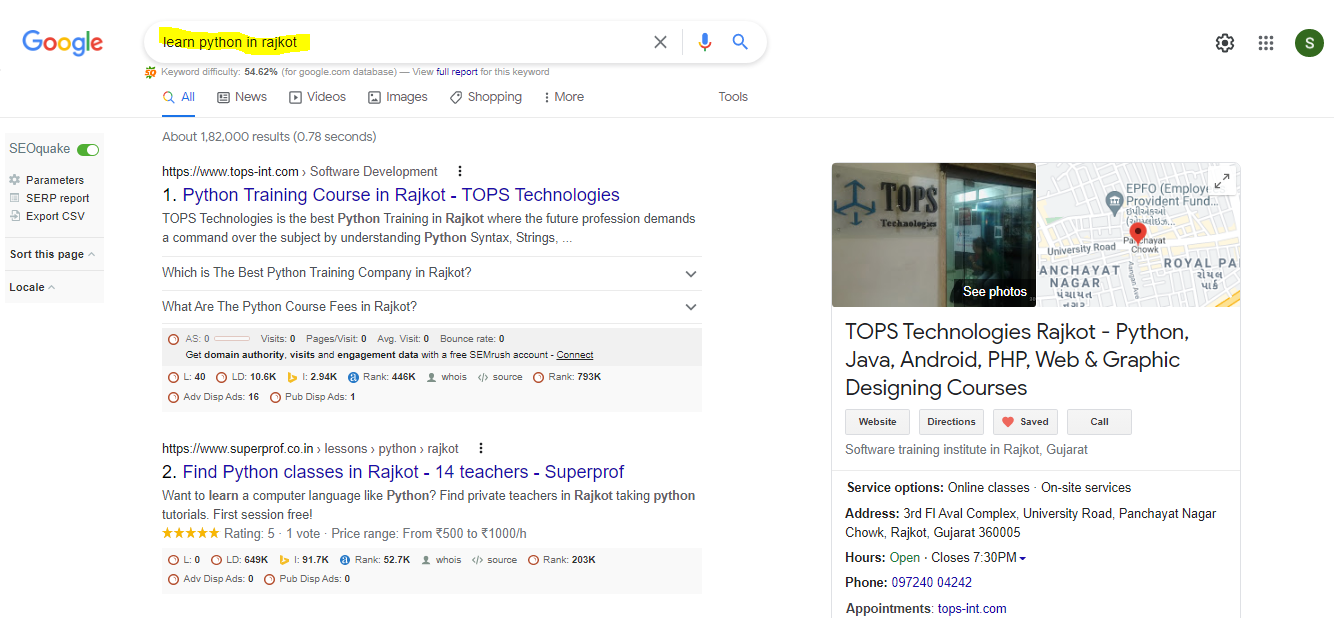 Google
learn python in rajkot
S
SQ Keyword difficulty: 54.62% (for google.com database) — View full report for this keyword
All News Videos Images Shopping More Tools
About 1,82,000 results (0.78 seconds)
SEOquake
Parameters
SERP report
Export CSV
Sort this page
Locale
https://www.tops-int.com › Software Development
1. Python Training Course in Rajkot - TOPS Technologies
TOPS Technologies is the best Python Training in Rajkot where the future profession demands
a command over the subject by understanding Python Syntax, Strings, ...
Which is The Best Python Training Company in Rajkot?
What Are The Python Course Fees in Rajkot?
AS: 0 Visits: 0 Pages/Visit: 0 Avg. Visit: 0 Bounce rate: 0
Get domain authority, visits and engagement data with a free SEMrush account - Connect
L: 40 LD: 10.6K I: 2.94K Rank: 446K whois source Rank: 793K
Adv Disp Ads: 16 Pub Disp Ads: 1
https://www.superprof.co.in › lessons › python › rajkot
2. Find Python classes in Rajkot - 14 teachers - Superprof
Want to learn a computer language like Python? Find private teachers in Rajkot taking python
tutorials. First session free!
Rating: 5 · 1 vote · Price range: From ₹500 to ₹1000/h
L: 0 LD: 649K I: 91.7K Rank: 52.7K whois source Rank: 203K
Adv Disp Ads: 0 Pub Disp Ads: 0
TOPS
Technologies
See photos
EPFO (Employe
Provident Fund...
University Road
Panchayat
Chowk
ANCHAYAT
NAGAR
પંચાયત
નગર
ROYAL PA
રોયલ
પાર્ક
TOPS Technologies Rajkot - Python,
Java, Android, PHP, Web & Graphic
Designing Courses
Website Directions Saved Call
Software training institute in Rajkot, Gujarat
Service options: Online classes · On-site services
Address: 3rd Fl Aval Complex, University Road, Panchayat Nagar
Chowk, Rajkot, Gujarat 360005
Hours: Open · Closes 7:30PM
Phone: 097240 04242
Appointments: tops-int.com